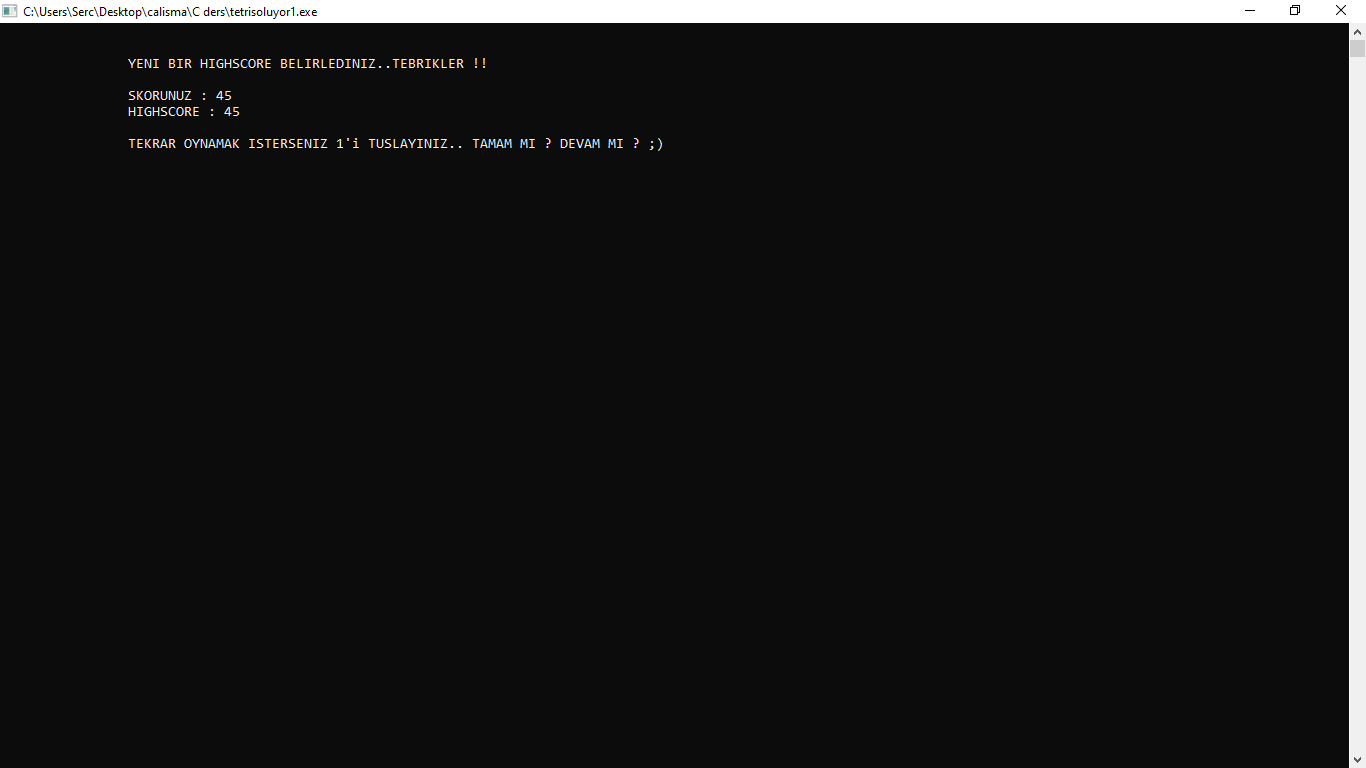 C:\Users\Serc\Desktop\calisma\C ders\tetrisoluyor1.exe
YENI BIR HIGHSCORE BELIRLEDINIZ..TEBRIKLER !!
SKORUNUZ : 45
HIGHSCORE : 45
TEKRAR OYNAMAK ISTERSENIZ 1'i TUSLAYINIZ.. TAMAM MI ? DEVAM MI ? ;)